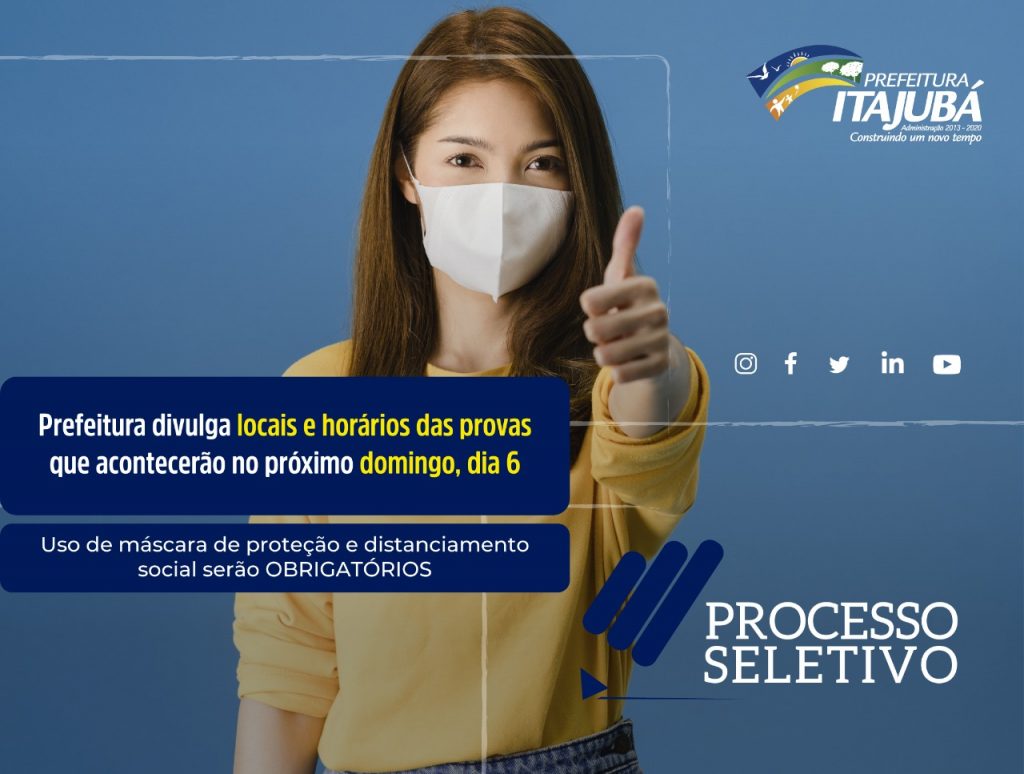 PREFEITURA
ITAJUBÁ
Administração 2013 - 2020
Construindo um novo tempo
Prefeitura divulga locais e horários das provas
que acontecerão no próximo domingo, dia 6
Uso de máscara de proteção e distanciamento
social serão OBRIGATÓRIOS
PROCESSO
SELETIVO